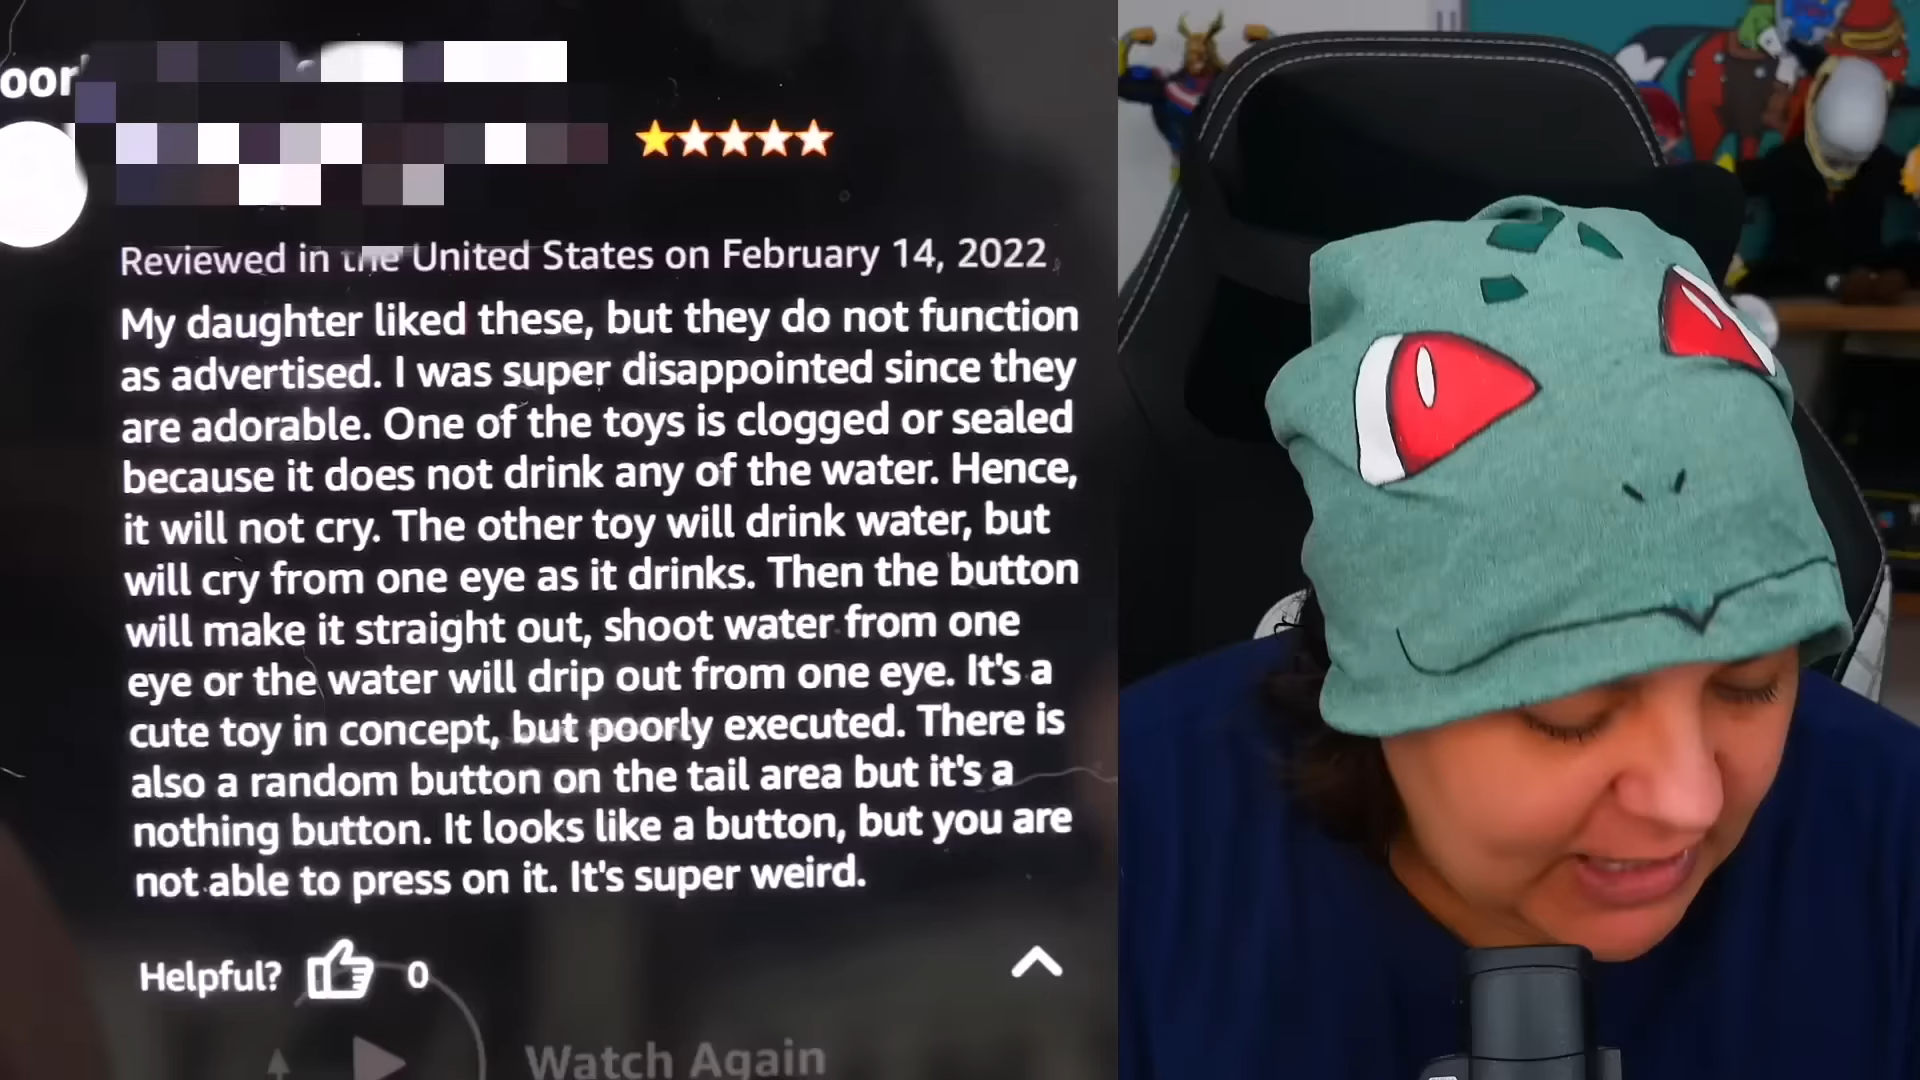 Reviewed in the United States on February 14, 2022
My daughter liked these, but they do not function
as advertised. I was super disappointed since they
are adorable. One of the toys is clogged or sealed
because it does not drink any of the water. Hence,
it will not cry. The other toy will drink water, but
will cry from one eye as it drinks. Then the button
will make it straight out, shoot water from one
eye or the water will drip out from one eye. It's a
cute toy in concept, but poorly executed. There is
also a random button on the tail area but it's a
nothing button. It looks like a button, but you are
not able to press on it. It's super weird.
Helpful? 0
Watch Again